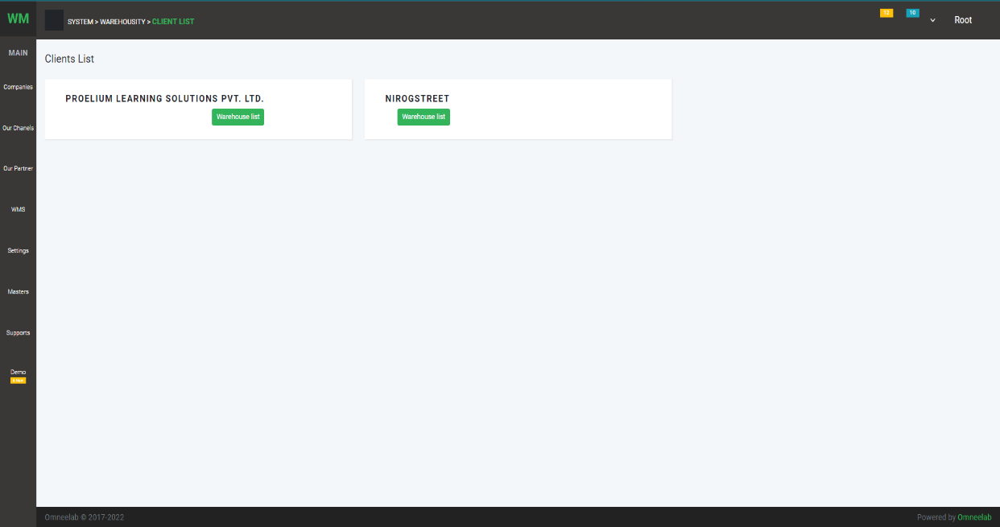 WM
SYSTEM > WAREHOUSITY > CLIENT LIST
12
10
Root
MAIN
Companies
Our Chanels
Our Partner
WMS
Settings
Masters
Supports
Demo
Clients List
PROELIUM LEARNING SOLUTIONS PVT. LTD.
Warehouse list
NIROGSTREET
Warehouse list
Omneelab © 2017-2022
Powered by Omneelab